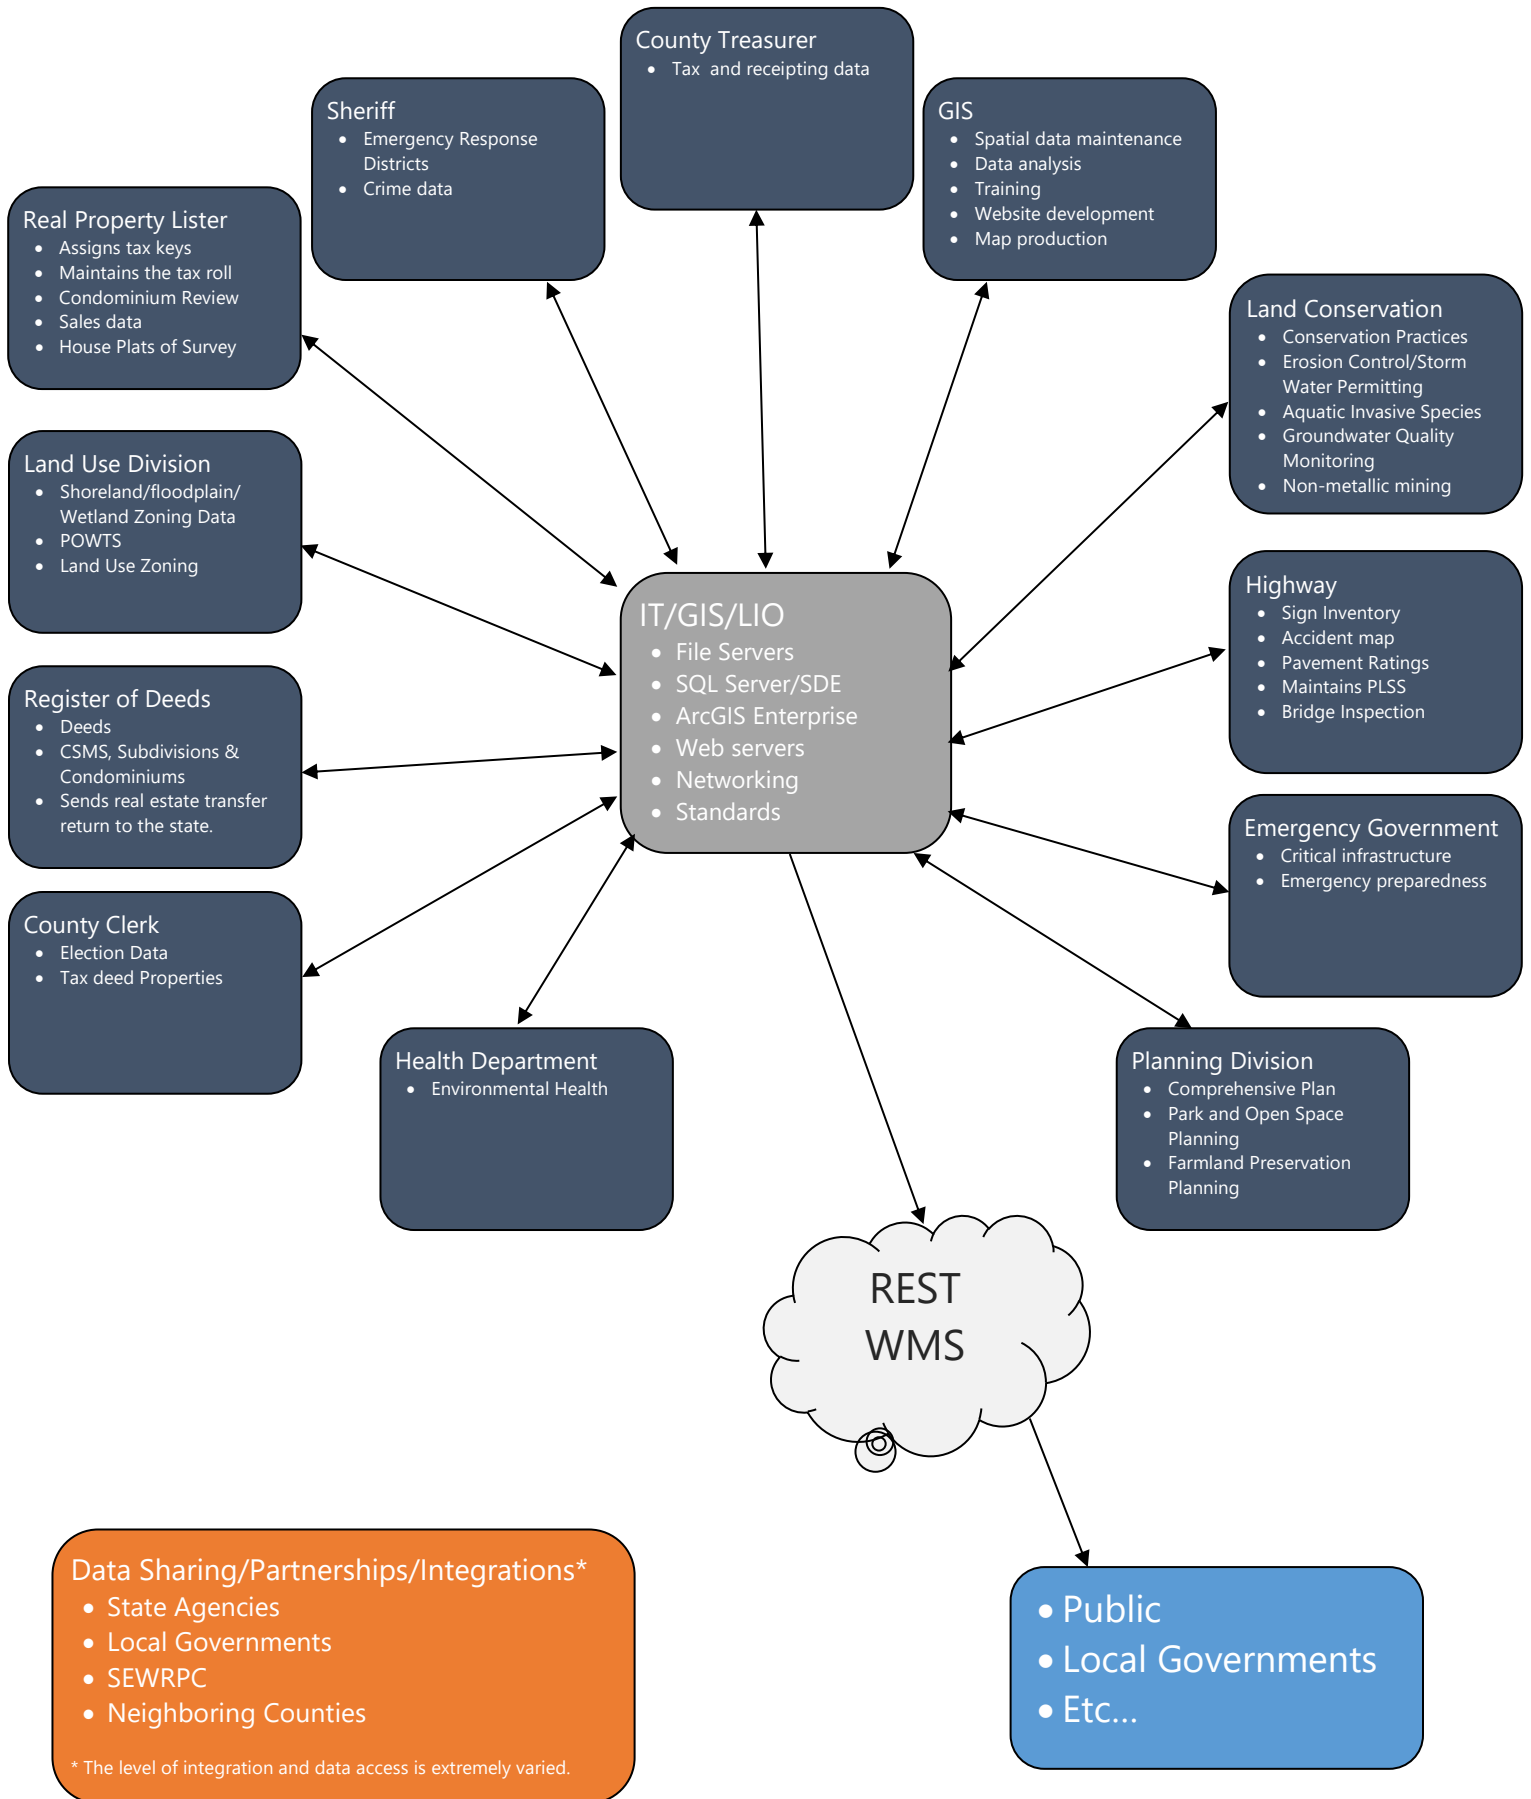 County Treasurer
• Tax and receipting data
Sheriff
• Emergency Response
Districts
• Crime data
GIS
• Spatial data maintenance
• Data analysis
• Training
• Website development
• Map production
Real Property Lister
• Assigns tax keys
• Maintains the tax roll
• Condominium Review
• Sales data
• House Plats of Survey
Land Conservation
• Conservation Practices
• Erosion Control/Storm
Water Permitting
• Aquatic Invasive Species
• Groundwater Quality
Monitoring
• Non-metallic mining
Land Use Division
• Shoreland/floodplain/
Wetland Zoning Data
• POWTS
• Land Use Zoning
IT/GIS/LIO
• File Servers
• SQL Server/SDE
• ArcGIS Enterprise
• Web servers
• Networking
• Standards
Highway
• Sign Inventory
• Accident map
• Pavement Ratings
• Maintains PLSS
• Bridge Inspection
Register of Deeds
• Deeds
• CSMS, Subdivisions &
Condominiums
• Sends real estate transfer
return to the state.
Emergency Government
• Critical infrastructure
• Emergency preparedness
County Clerk
• Election Data
• Tax deed Properties
Health Department
• Environmental Health
Planning Division
• Comprehensive Plan
• Park and Open Space
Planning
• Farmland Preservation
Planning
REST
WMS
Data Sharing/Partnerships/Integrations*
• State Agencies
• Local Governments
• SEWRPC
• Neighboring Counties
* The level of integration and data access is extremely varied.
• Public
• Local Governments
• Etc...